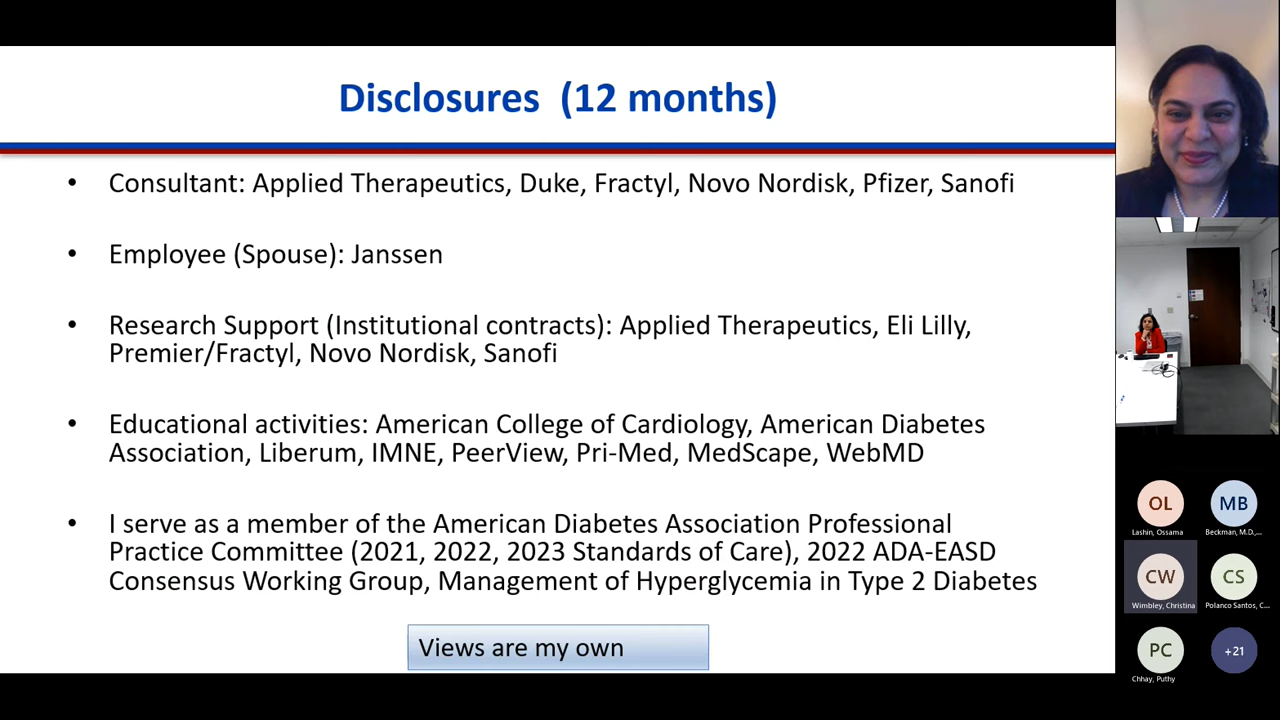 Disclosures (12 months)
• Consultant: Applied Therapeutics, Duke, Fractyl, Novo Nordisk, Pfizer, Sanofi
• Employee (Spouse): Janssen
• Research Support (Institutional contracts): Applied Therapeutics, Eli Lilly,
Premier/Fractyl, Novo Nordisk, Sanofi
• Educational activities: American College of Cardiology, American Diabetes
Association, Liberum, IMNE, PeerView, Pri-Med, MedScape, WebMD
• I serve as a member of the American Diabetes Association Professional
Practice Committee (2021, 2022, 2023 Standards of Care), 2022 ADA-EASD
Consensus Working Group, Management of Hyperglycemia in Type 2 Diabetes
Views are my own
OL
Lashin, Ossama
MB
Beckman, M.D.,...
CW
Wimbley, Christina
CS
Polanco Santos, C...
PC
Chhay, Puthy
+21